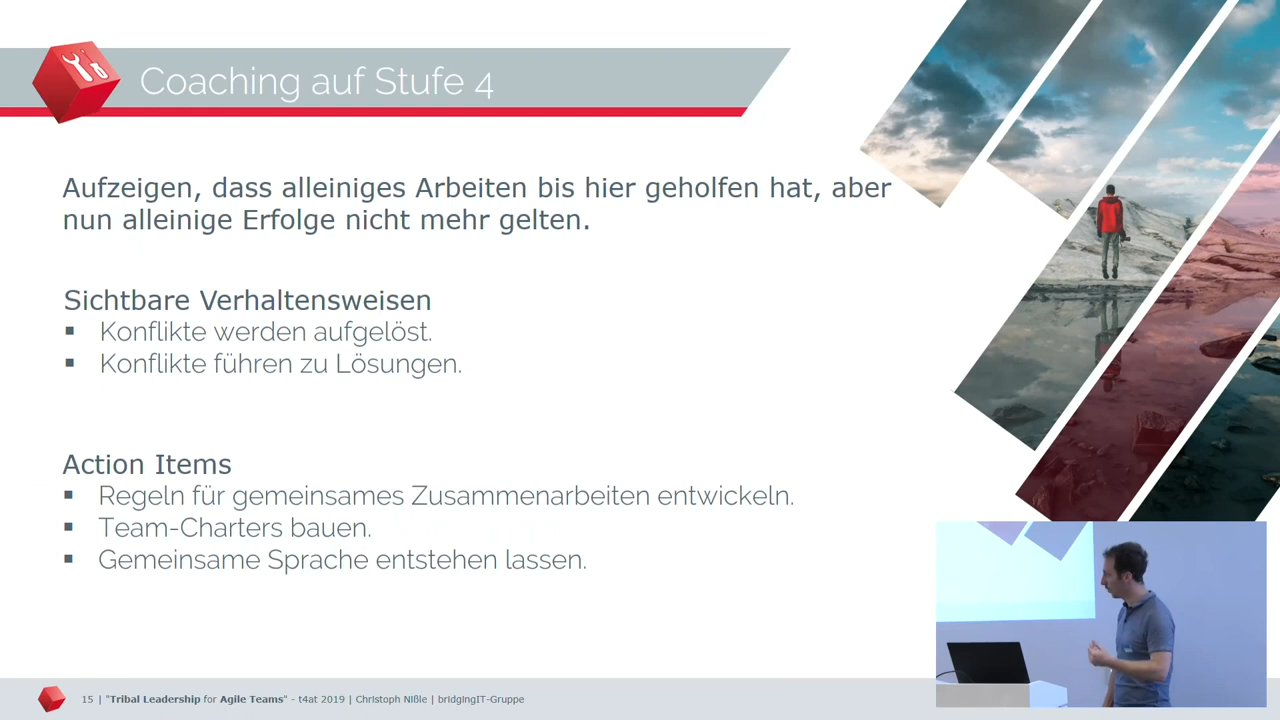 Coaching auf Stufe 4
Aufzeigen, dass alleiniges Arbeiten bis hier geholfen hat, aber
nun alleinige Erfolge nicht mehr gelten.
Sichtbare Verhaltensweisen
▪ Konflikte werden aufgelöst.
▪ Konflikte führen zu Lösungen.
Action Items
▪ Regeln für gemeinsames Zusammenarbeiten entwickeln.
▪ Team-Charters bauen.
▪ Gemeinsame Sprache entstehen lassen.
15 | "Tribal Leadership for Agile Teams" - t4at 2019 | Christoph Nißle | bridgingIT-Gruppe